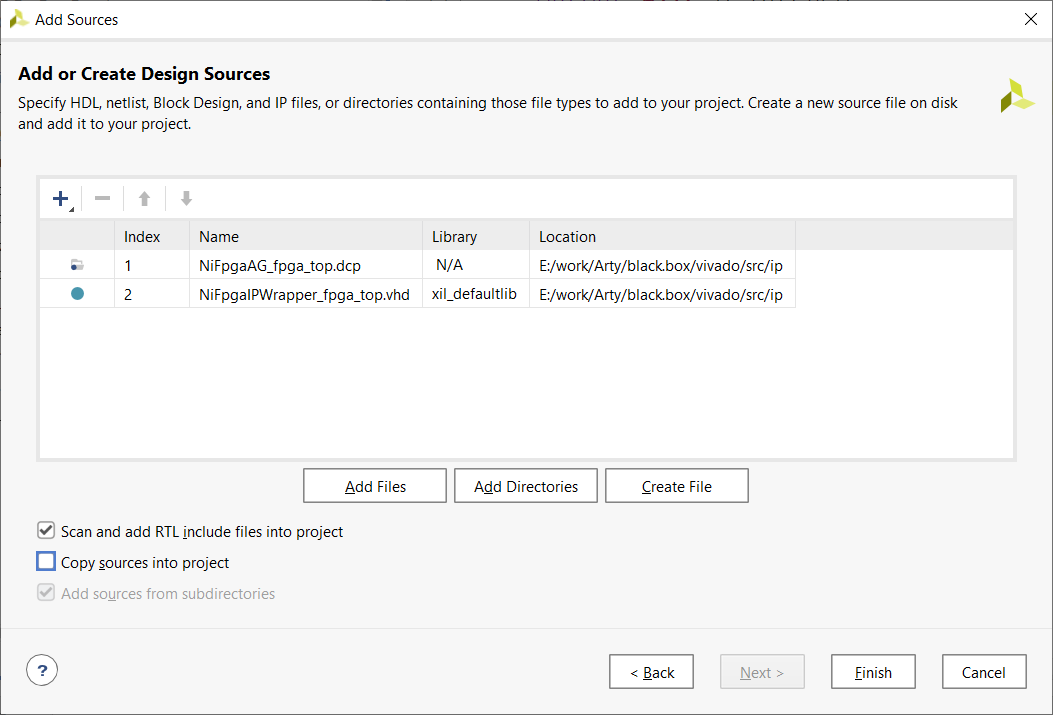 Add Sources
Add or Create Design Sources
Specify HDL, netlist, Block Design, and IP files, or directories containing those file types to add to your project. Create a new source file on disk
and add it to your project.
Index Name Library Location
1 NiFpgaAG_fpga_top.dcp N/A E:/work/Arty/black.box/vivado/src/ip
2 NiFpgaIPWrapper_fpga_top.vhd xil_defaultlib E:/work/Arty/black.box/vivado/src/ip
Add Files Add Directories Create File
Scan and add RTL include files into project
Copy sources into project
Add sources from subdirectories
? < Back Next > Finish Cancel